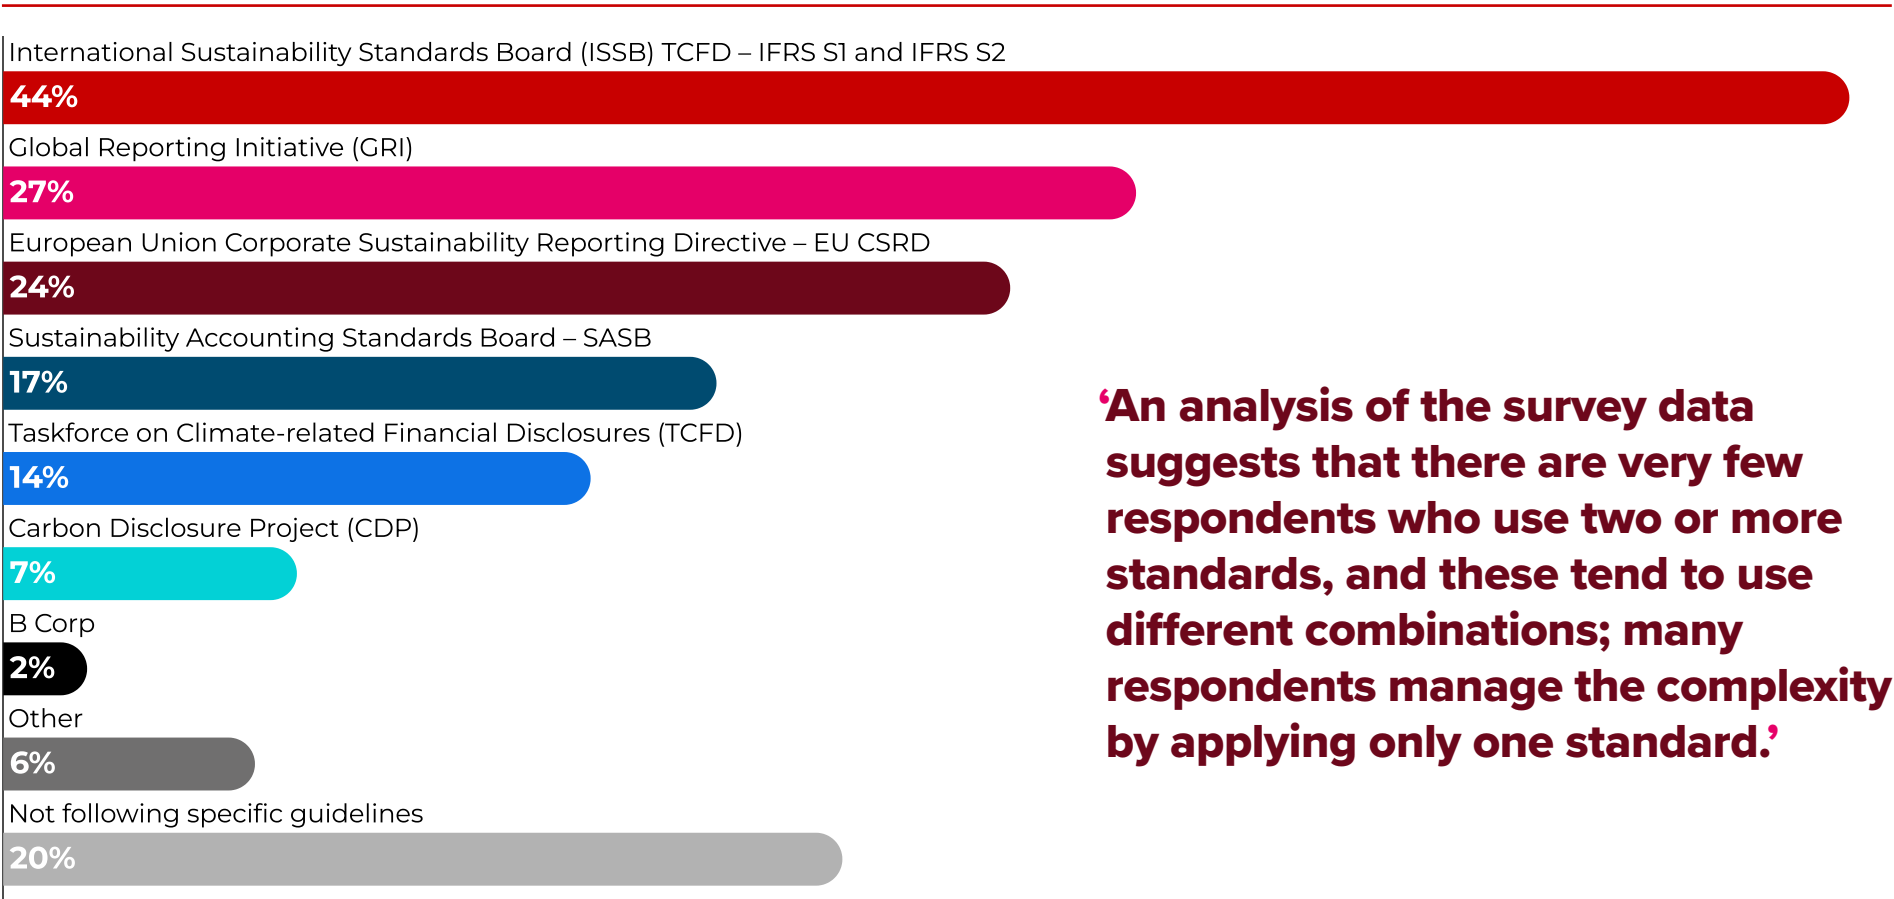 International Sustainability Standards Board (ISSB) TCFD – IFRS S1 and IFRS S2
44%
Global Reporting Initiative (GRI)
27%
European Union Corporate Sustainability Reporting Directive – EU CSRD
24%
Sustainability Accounting Standards Board – SASB
17%
Taskforce on Climate-related Financial Disclosures (TCFD)
14%
Carbon Disclosure Project (CDP)
7%
B Corp
2%
Other
6%
Not following specific guidelines
20%
‘An analysis of the survey data
suggests that there are very few
respondents who use two or more
standards, and these tend to use
different combinations; many
respondents manage the complexity
by applying only one standard.’